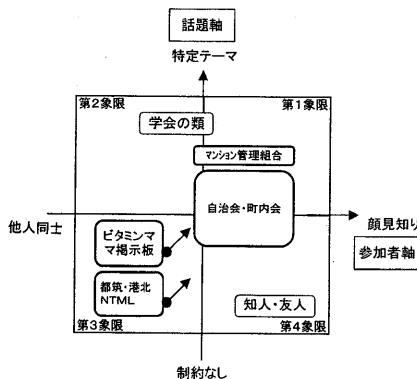 話題軸
特定テーマ
第2象限
第1象限
学会の類
マンション管理組合
自治会・町内会
他人同士
顔見知り
ビタミンマ
マ掲示板
参加者軸
都筑・港北
NTML
知人・友人
第3象限
第4象限
制約なし